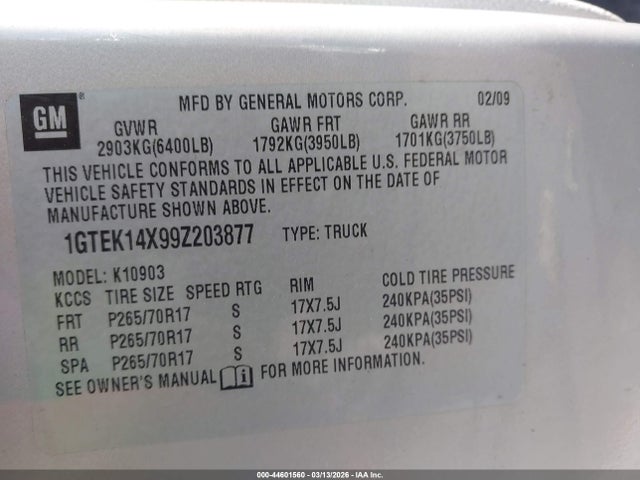 GM
MFD BY GENERAL MOTORS CORP. 02/09
GVWR GAWR FRT GAWR RR
2903KG(6400LB) 1792KG(3950LB) 1701KG(3750LB)
THIS VEHICLE CONFORMS TO ALL APPLICABLE U.S. FEDERAL MOTOR
VEHICLE SAFETY STANDARDS IN EFFECT ON THE DATE OF
MANUFACTURE SHOWN ABOVE.
1GTEK14X99Z203877 TYPE: TRUCK
MODEL: K10903
KCCS TIRE SIZE SPEED RTG RIM COLD TIRE PRESSURE
FRT P265/70R17 S 17X7.5J 240KPA(35PSI)
RR P265/70R17 S 17X7.5J 240KPA(35PSI)
SPA P265/70R17 S 17X7.5J 240KPA(35PSI)
SEE OWNER'S MANUAL FOR MORE INFORMATION.
000-44601560 - 03/13/2026 - IAA Inc.